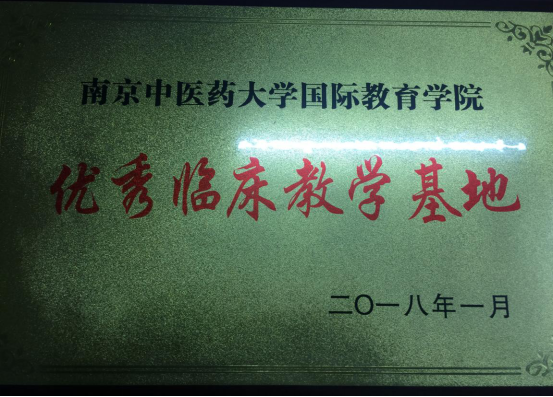 南京中医药大学国际教育学院
优秀临床教学基地
二〇一八年一月